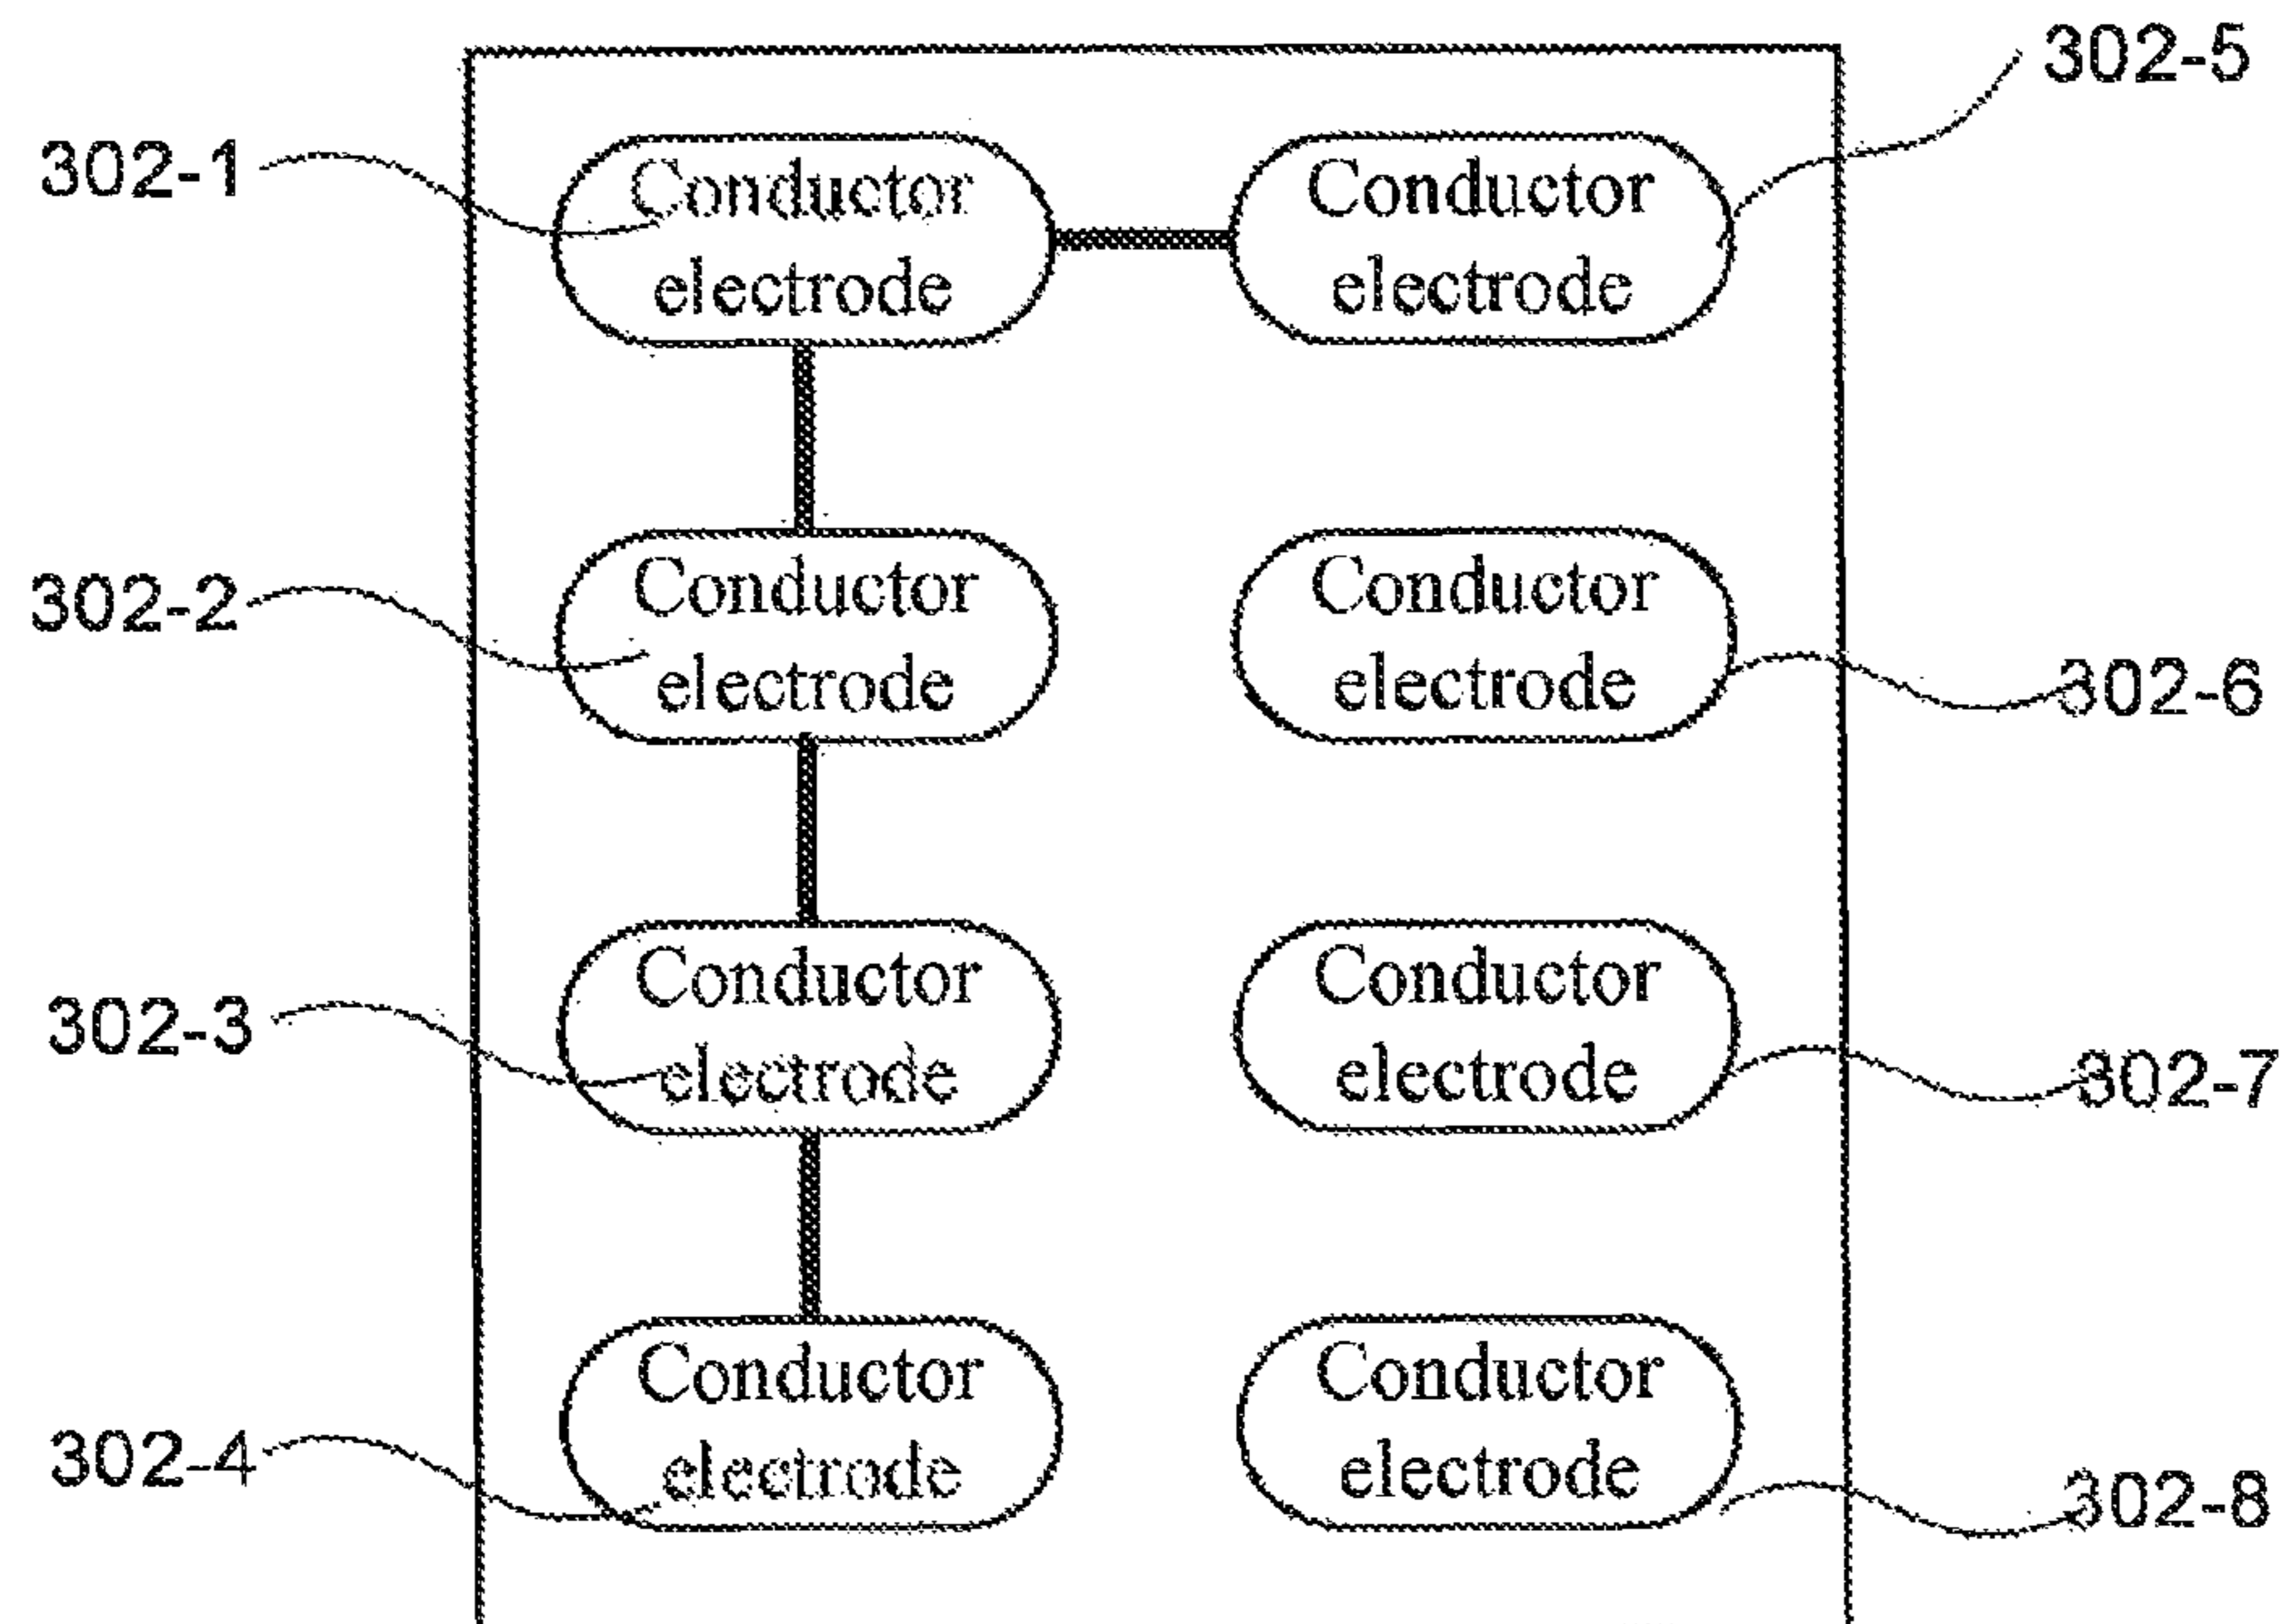 302-5
302-1
Conductor
electrode
Conductor
electrode
302-2
Conductor
electrode
Conductor
electrode
302-6
302-3
Conductor
electrode
Conductor
electrode
302-7
302-4
Conductor
electrode
Conductor
electrode
302-8